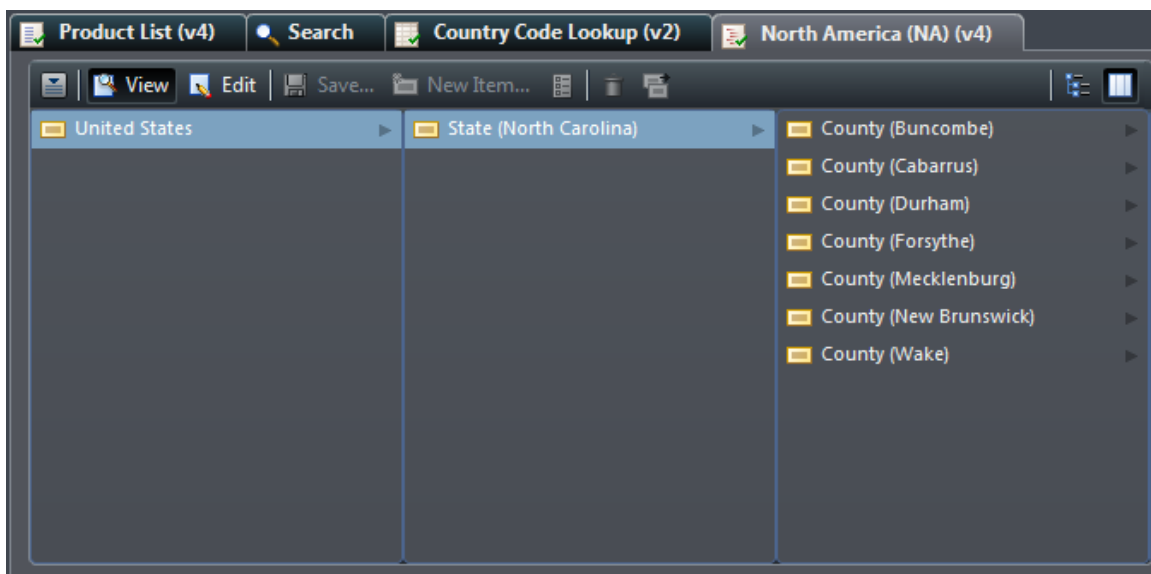 Product List (v4) Search Country Code Lookup (v2) North America (NA) (v4)
View Edit Save... New Item...
United States State (North Carolina) County (Buncombe)
County (Cabarrus)
County (Durham)
County (Forsythe)
County (Mecklenburg)
County (New Brunswick)
County (Wake)